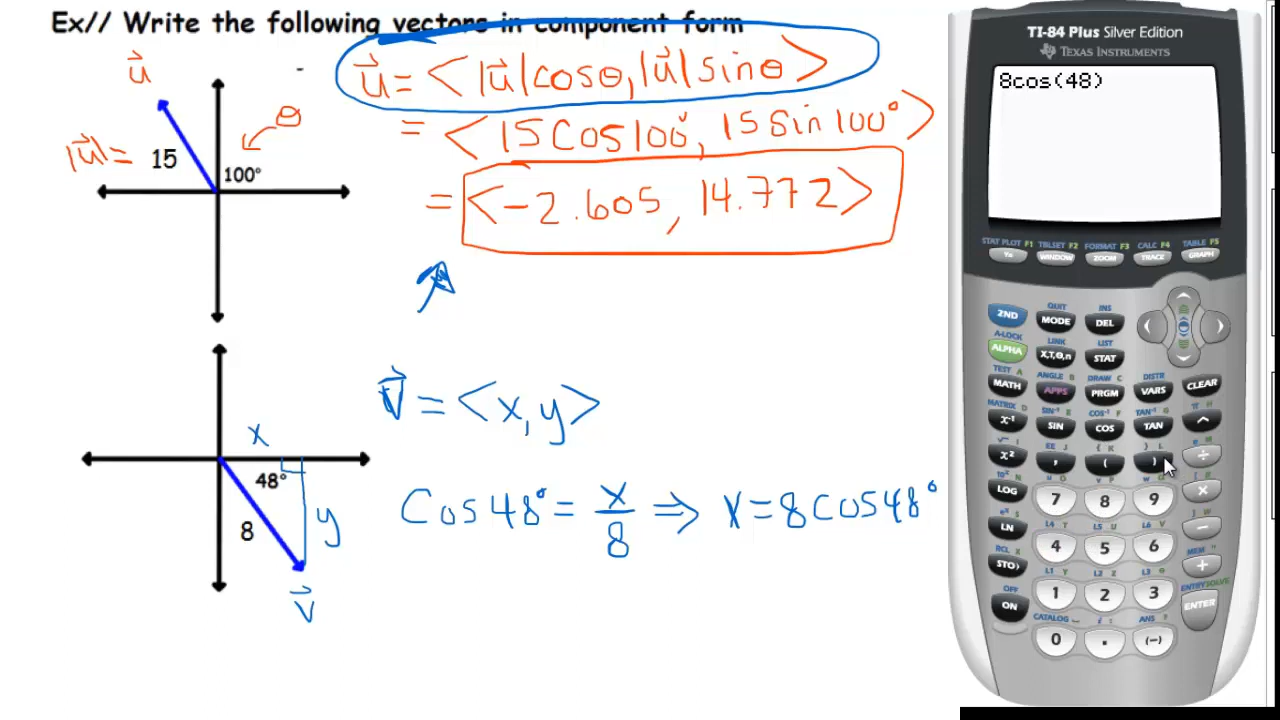 Ex// Write the following vectors in component form
u⃗
θ
|u⃗|= 15
100°
u⃗ = <|u⃗|cosθ, |u⃗|sinθ>
= <15Cos100°, 15Sin100°>
= <-2.605, 14.772>
x
48°
8
y
v⃗
v⃗ = <x, y>
Cos48° = x/8 ⇒ x=8Cos48°
TI-84 Plus Silver Edition
TEXAS INSTRUMENTS
8cos(48)
STAT PLOT F1 TBLSET F2 FORMAT F3 CALC F4 TABLE F5
Y= WINDOW ZOOM TRACE GRAPH
QUIT INS
2ND MODE DEL
A-LOCK LINK LIST
ALPHA X,T,θ,n STAT
TEST A ANGLE B DRAW C DISTR
MATH APPS PRGM VARS CLEAR
MATRIX D SIN⁻¹ E COS⁻¹ F TAN⁻¹ G π H
x⁻¹ SIN COS TAN ^
√ I EE J { K } L e M
x² , ( ) ÷
10ˣ N u O v P w Q [ R
LOG 7 8 9 ×
eˣ S L4 T L5 U L6 V ] W
LN 4 5 6 −
RCL X L1 Y L2 Z L3 θ MEM "
STO› 1 2 3 +
OFF CATALOG _ i : ANS ? ENTRY SOLVE
ON 0 . (−) ENTER